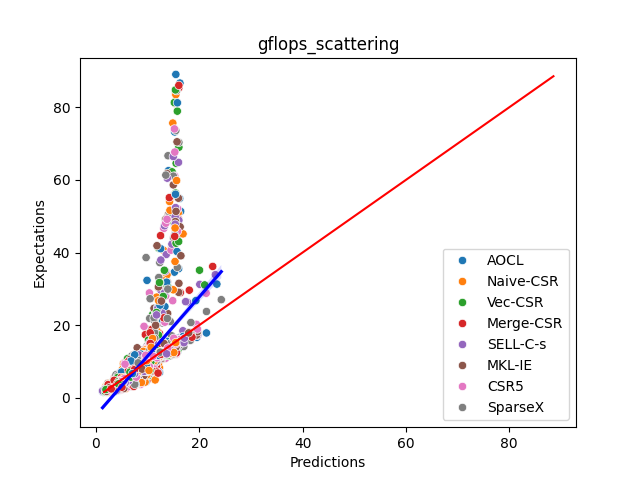 gflops_scattering
Expectations
80
60
40
20
0
0 20 40 60 80
Predictions
AOCL
Naive-CSR
Vec-CSR
Merge-CSR
SELL-C-s
MKL-IE
CSR5
SparseX